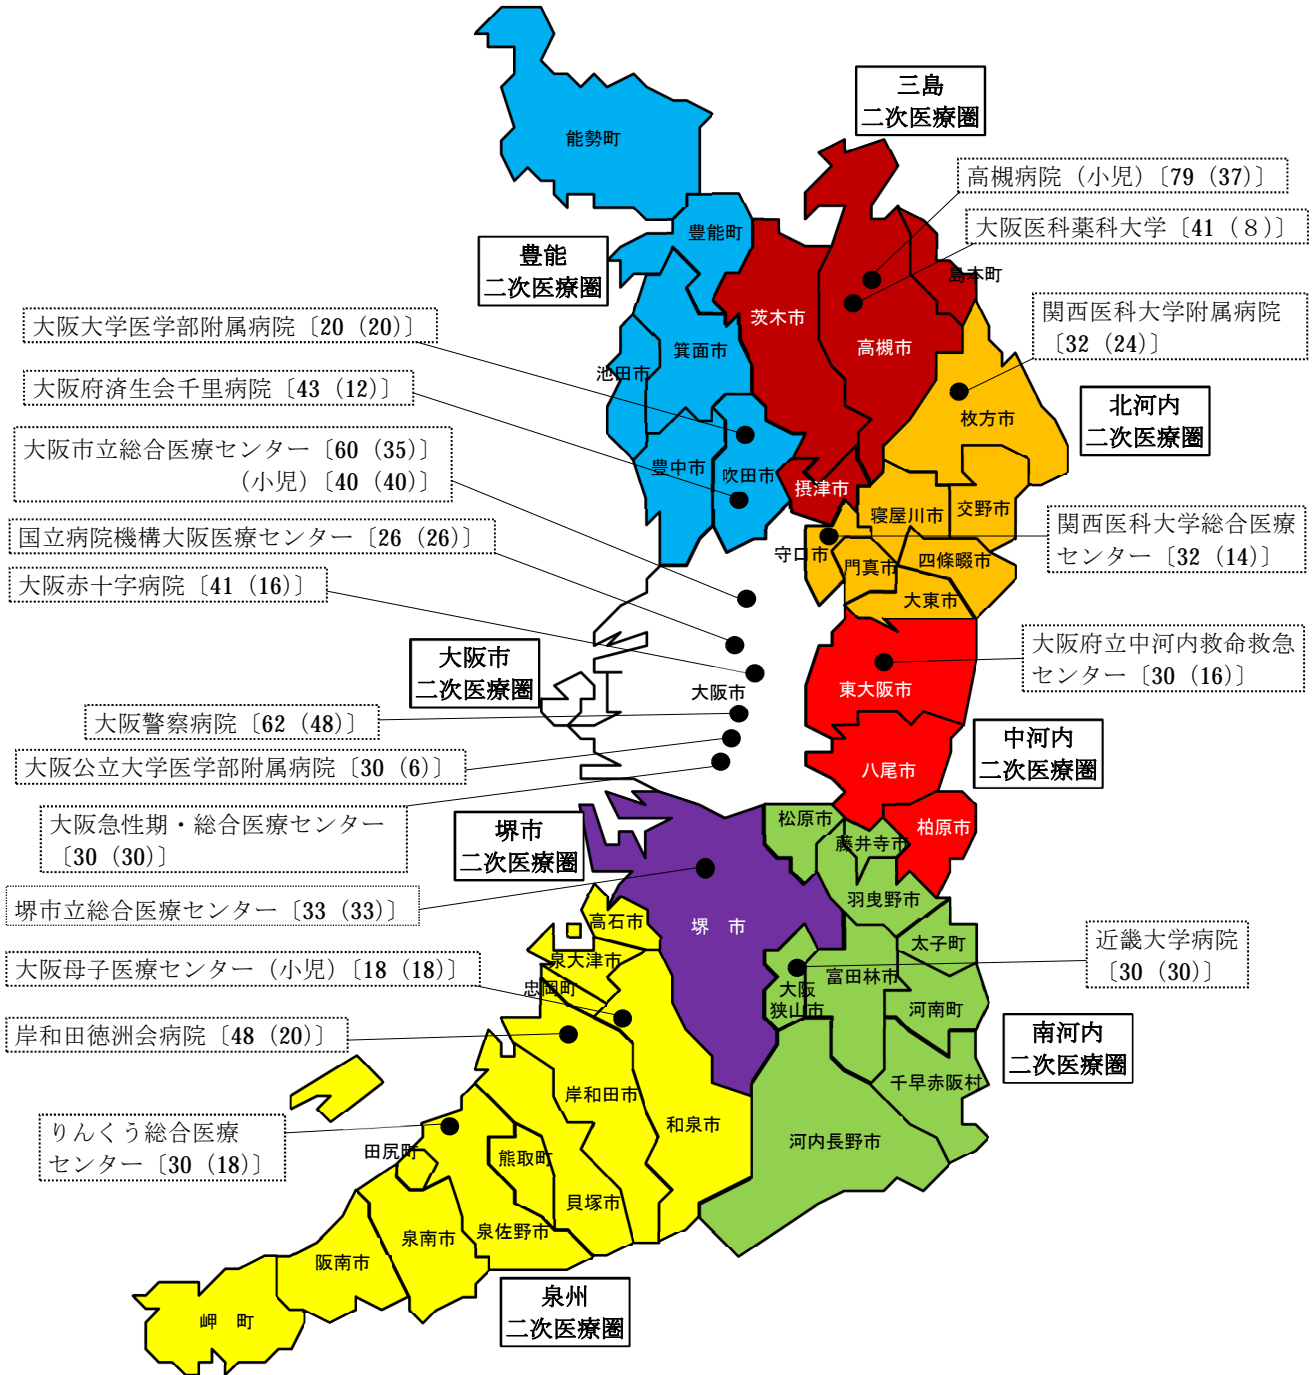 三島
二次医療圏
能勢町
高槻病院（小児）〔79（37）〕
大阪医科薬科大学〔41（８）〕
豊能町
豊能
二次医療圏
島本町
大阪大学医学部附属病院〔20（20）〕
茨木市
高槻市
関西医科大学附属病院
〔32（24）〕
箕面市
池田市
大阪府済生会千里病院〔43（12）〕
枚方市
北河内
二次医療圏
大阪市立総合医療センター〔60（35）〕
（小児）〔40（40）〕
豊中市
吹田市
摂津市
寝屋川市
交野市
国立病院機構大阪医療センター〔26（26）〕
守口市
門真市
四條畷市
関西医科大学総合医療
センター〔32（14）〕
大阪赤十字病院〔41（16）〕
大東市
大阪市
二次医療圏
大阪市
東大阪市
大阪府立中河内救命救急
センター〔30（16）〕
大阪警察病院〔62（48）〕
中河内
二次医療圏
大阪公立大学医学部附属病院〔30（6）〕
八尾市
大阪急性期・総合医療センター
〔30（30）〕
堺市
二次医療圏
松原市
藤井寺市
柏原市
堺市立総合医療センター〔33（33）〕
羽曳野市
高石市
堺　市
太子町
近畿大学病院
〔30（30）〕
大阪母子医療センター（小児）〔18（18）〕
泉大津市
忠岡町
大阪
狭山市
富田林市
河南町
岸和田徳洲会病院〔48（20）〕
南河内
二次医療圏
岸和田市
千早赤阪村
和泉市
りんくう総合医療
センター〔30（18）〕
田尻町
熊取町
河内長野市
貝塚市
泉佐野市
泉南市
阪南市
岬　町
泉州
二次医療圏